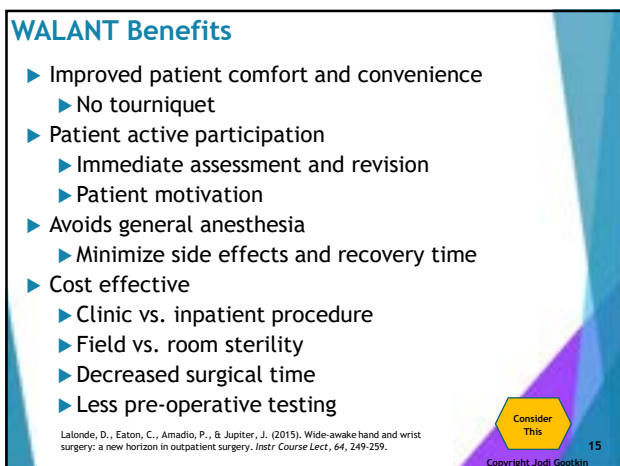 WALANT Benefits
Improved patient comfort and convenience
No tourniquet
Patient active participation
Immediate assessment and revision
Patient motivation
Avoids general anesthesia
Minimize side effects and recovery time
Cost effective
Clinic vs. inpatient procedure
Field vs. room sterility
Decreased surgical time
Less pre-operative testing
Lalonde, D., Eaton, C., Amadio, P., & Jupiter, J. (2015). Wide-awake hand and wrist
surgery: a new horizon in outpatient surgery. Instr Course Lect, 64, 249-259.
Consider
This
15
Copyright Jodi Gootkin